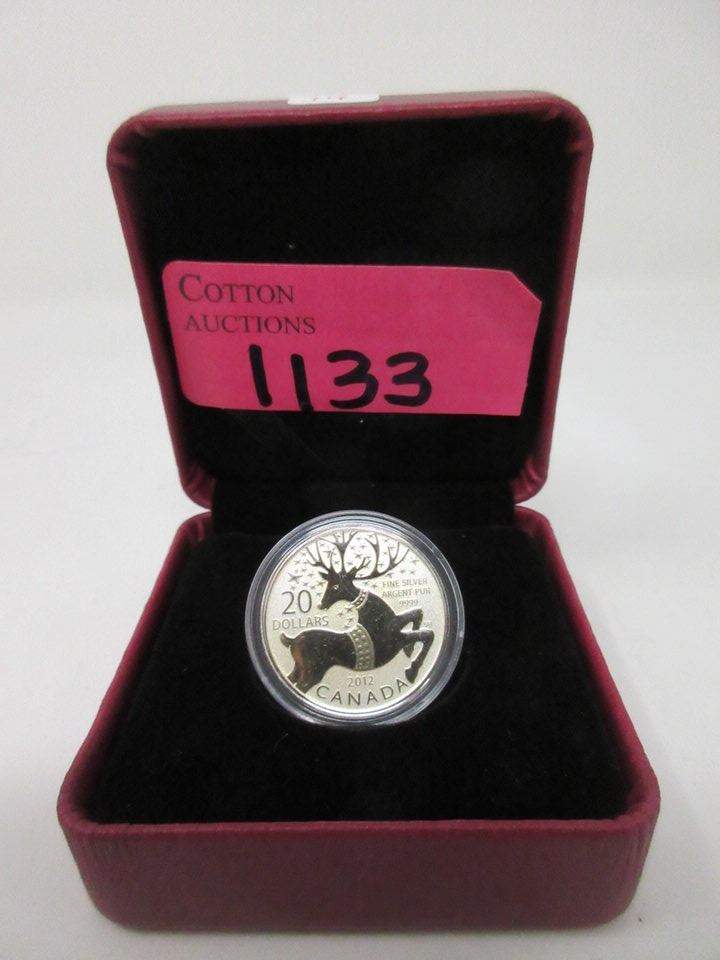 COTTON
AUCTIONS
1133
20
DOLLARS
FINE SILVER
ARGENT PUR
9999
2012
CANADA